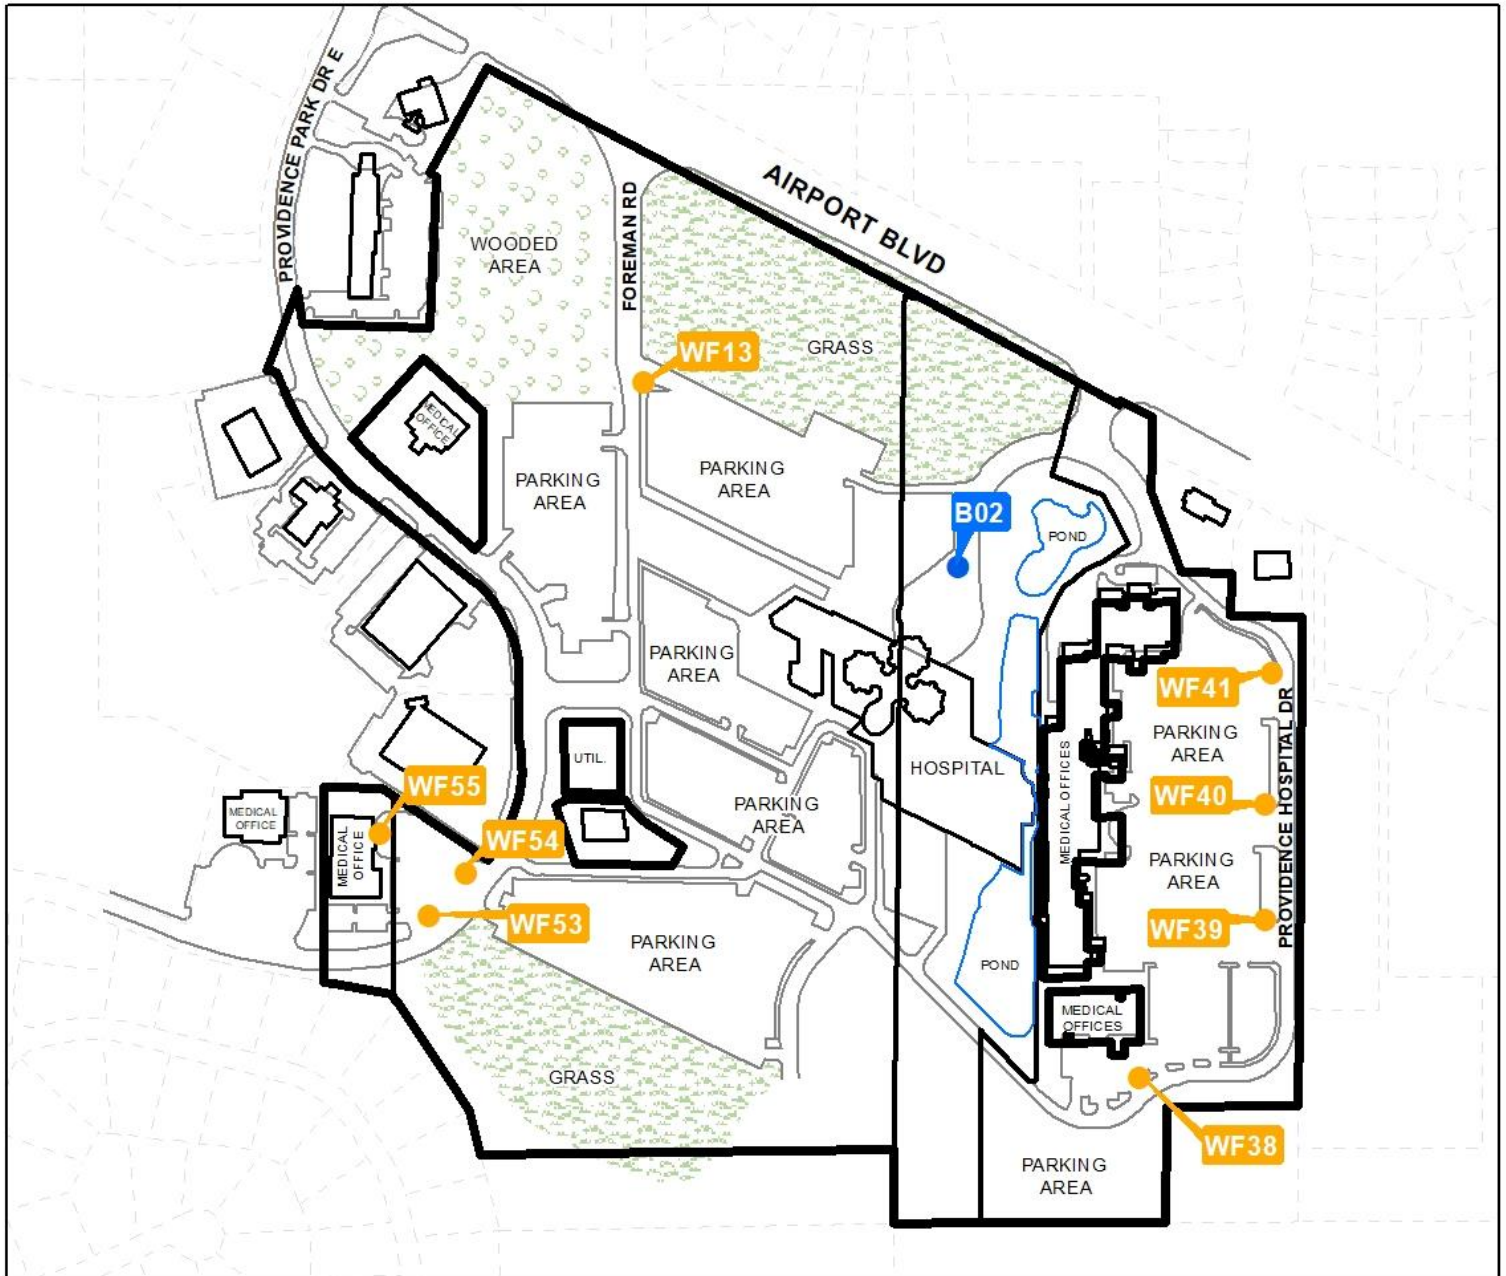 PROVIDENCE PARK DR E
AIRPORT BLVD
FOREMAN RD
WOODED
AREA
WF13
GRASS
MEDICAL
OFFICE
PARKING
AREA
PARKING
AREA
B02
POND
PARKING
AREA
WF41
PROVIDENCE HOSPITAL DR
PARKING
AREA
UTIL.
HOSPITAL
MEDICAL OFFICES
WF55
WF40
PARKING
AREA
MEDICAL
OFFICE
MEDICAL
OFFICE
WF54
PARKING
AREA
WF53
WF39
PARKING
AREA
POND
MEDICAL
OFFICES
GRASS
WF38
PARKING
AREA